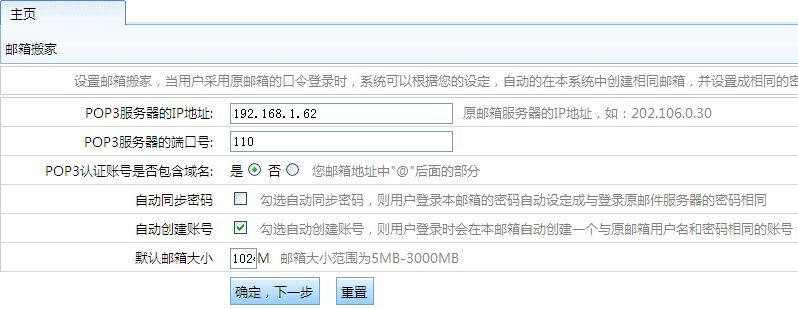 主页
邮箱搬家
设置邮箱搬家，当用户采用原邮箱的口令登录时，系统可以根据您的设定，自动的在本系统中创建相同邮箱，并设置成相同的密
POP3服务器的IP地址: 192.168.1.62 原邮箱服务器的IP地址，如：202.106.0.30
POP3服务器的端口号: 110
POP3认证账号是否包含域名: 是 否 您邮箱地址中"@"后面的部分
自动同步密码 勾选自动同步密码，则用户登录本邮箱的密码自动设定成与登录原邮件服务器的密码相同
自动创建账号 勾选自动创建账号，则用户登录时会在本邮箱自动创建一个与原邮箱用户名和密码相同的账号
默认邮箱大小 1024M 邮箱大小范围为5MB-3000MB
确定，下一步 重置